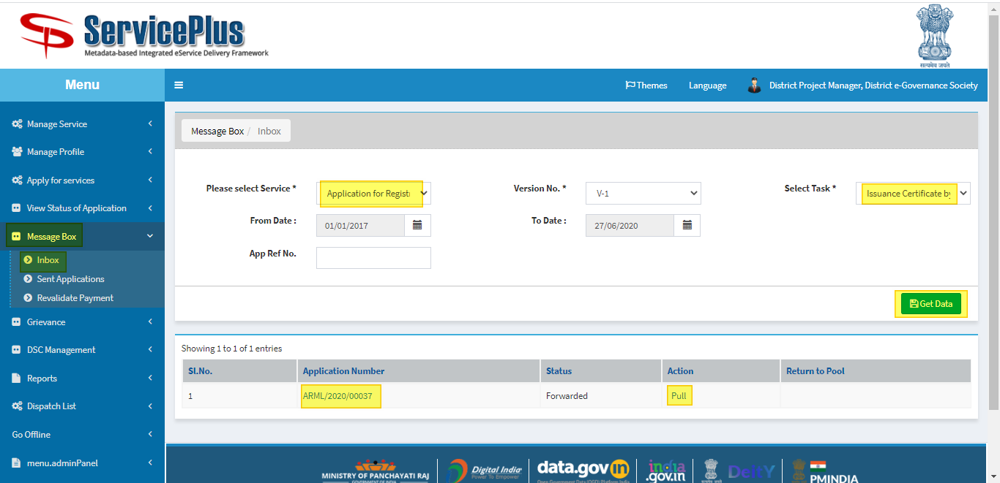 ServicePlus
Metadata-based Integrated eService Delivery Framework
सत्यमेव जयते
Menu
Themes Language District Project Manager, District e-Governance Society
Manage Service
Manage Profile
Apply for services
View Status of Application
Message Box
Inbox
Sent Applications
Revalidate Payment
Grievance
DSC Management
Reports
Dispatch List
Go Offline
menu.adminPanel
Message Box / Inbox
Please select Service * Application for Regist Version No. * V-1 Select Task * Issuance Certificate by
From Date : 01/01/2017 To Date : 27/06/2020
App Ref No.
Get Data
Showing 1 to 1 of 1 entries
Sl.No. Application Number Status Action Return to Pool
1 ARML/2020/00037 Forwarded Pull
MINISTRY OF PANCHAYATI RAJ
GOVERNMENT OF INDIA
Digital India
Power To Empower
data.gov in
Open Government Data (OGD) Platform India
india
.gov.in
DeitY
PMINDIA